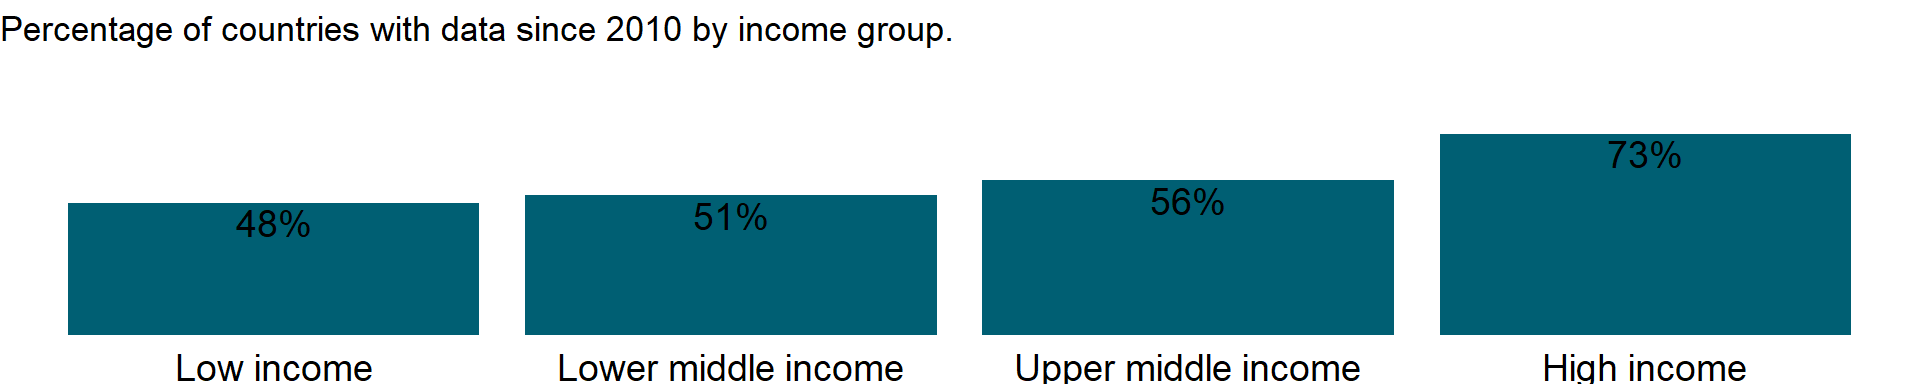 Percentage of countries with data since 2010 by income group.
48%
51%
56%
73%
Low income
Lower middle income
Upper middle income
High income